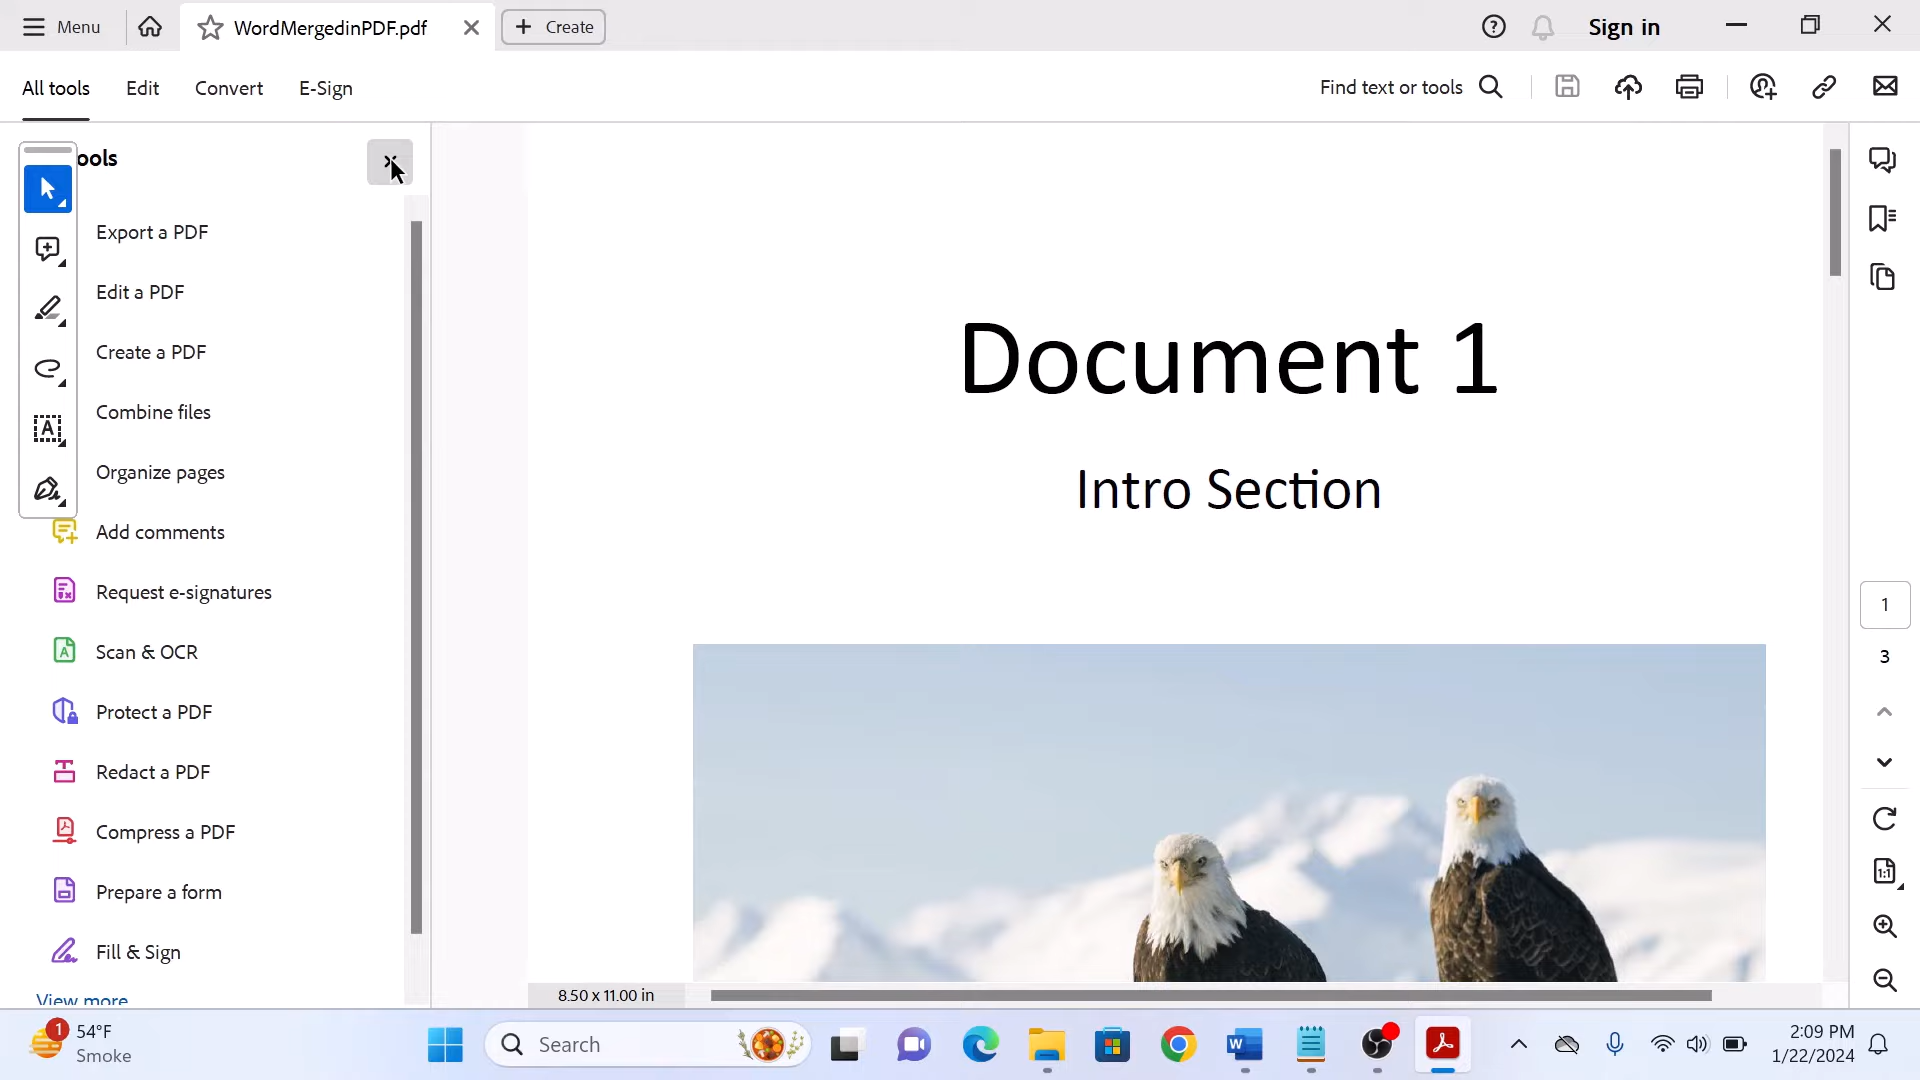 Menu
WordMergedinPDF.pdf
Create
Sign in
All tools
Edit
Convert
E-Sign
Find text or tools
ools
Export a PDF
Edit a PDF
Create a PDF
Combine files
Organize pages
Add comments
Request e-signatures
Scan & OCR
Protect a PDF
Redact a PDF
Compress a PDF
Prepare a form
Fill & Sign
View more
Document 1
Intro Section
8.50 x 11.00 in
1
3
1
54°F
Smoke
Search
2:09 PM
1/22/2024